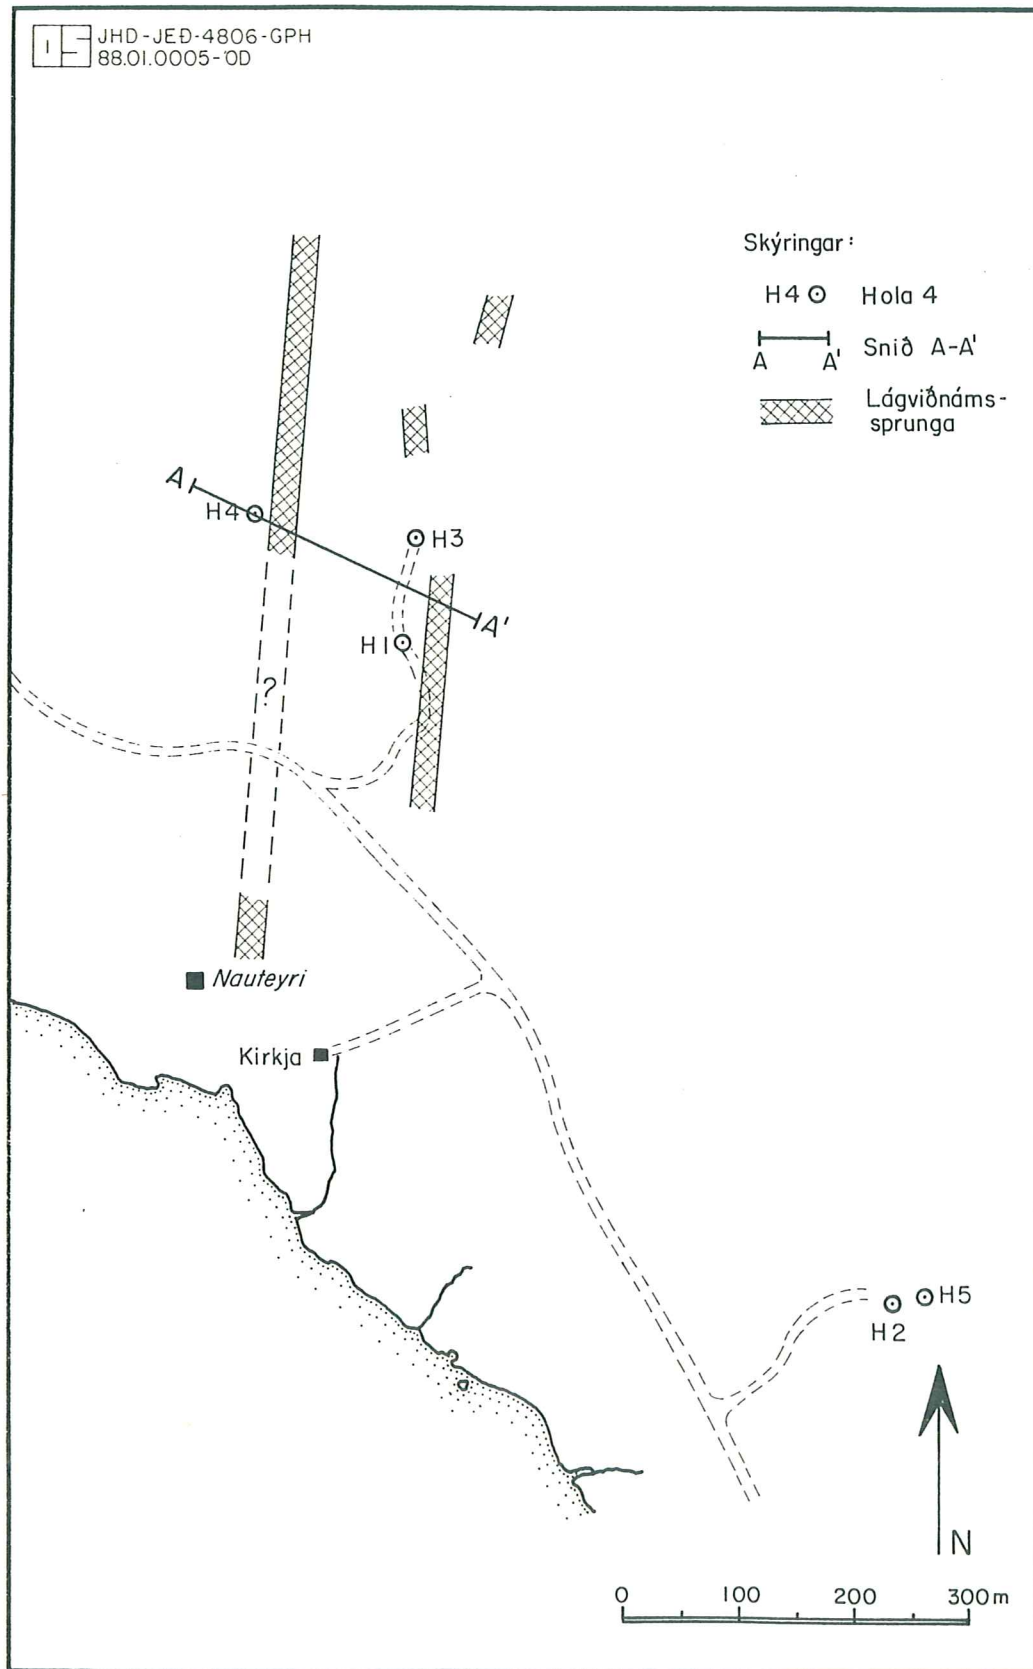 OS JHD-JEÐ-4806-GPH
88.01.0005-ÓD
Skýringar:
H4 Hola 4
A A' Snið A-A'
Lágviðnáms-
sprunga
A
H4
H3
A'
H1
?
Nauteyri
Kirkja
H5
H2
N
0 100 200 300m